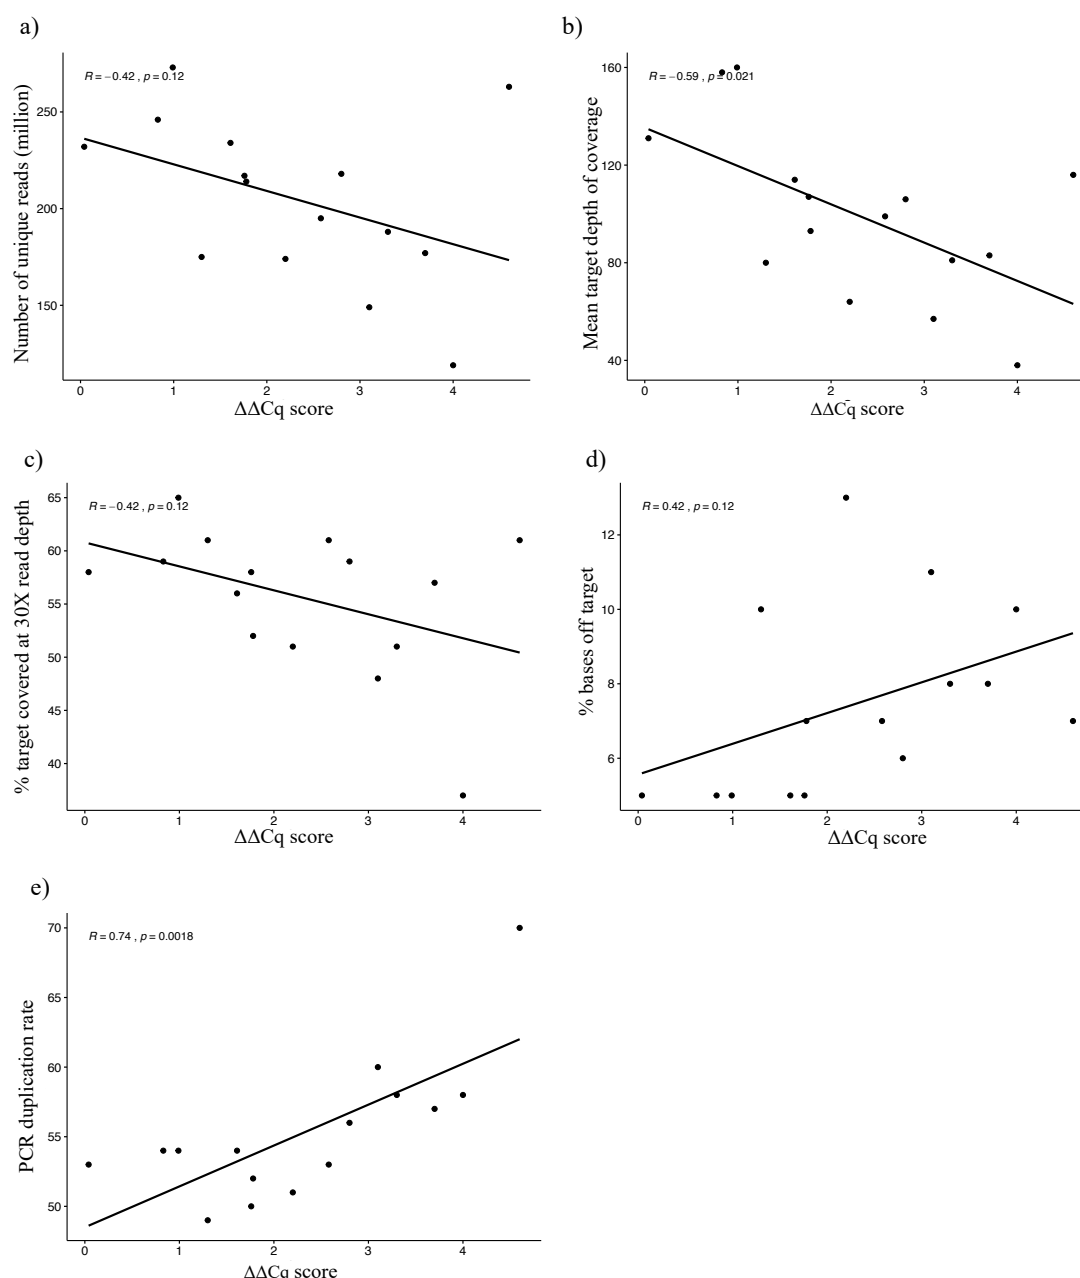 a)
R = −0.42 , p = 0.12
Number of unique reads (million)
250
200
150
0 1 2 3 4
ΔΔCq score
b)
R = −0.59 , p = 0.021
Mean target depth of coverage
160
120
80
40
0 1 2 3 4
ΔΔCq score
c)
R = −0.42 , p = 0.12
% target covered at 30X read depth
65
60
55
50
45
40
0 1 2 3 4
ΔΔCq score
d)
R = 0.42 , p = 0.12
% bases off target
12
10
8
6
0 1 2 3 4
ΔΔCq score
e)
R = 0.74 , p = 0.0018
PCR duplication rate
70
65
60
55
50
0 1 2 3 4
ΔΔCq score